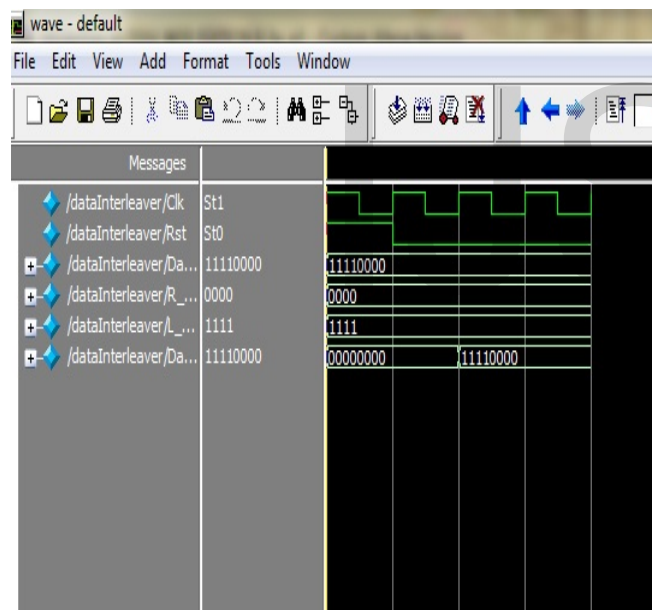 wave - default
File Edit View Add Format Tools Window
Messages
/dataInterleaver/Clk St1
/dataInterleaver/Rst St0
/dataInterleaver/Da... 11110000 11110000
/dataInterleaver/R_... 0000 0000
/dataInterleaver/L_... 1111 1111
/dataInterleaver/Da... 11110000 00000000 11110000